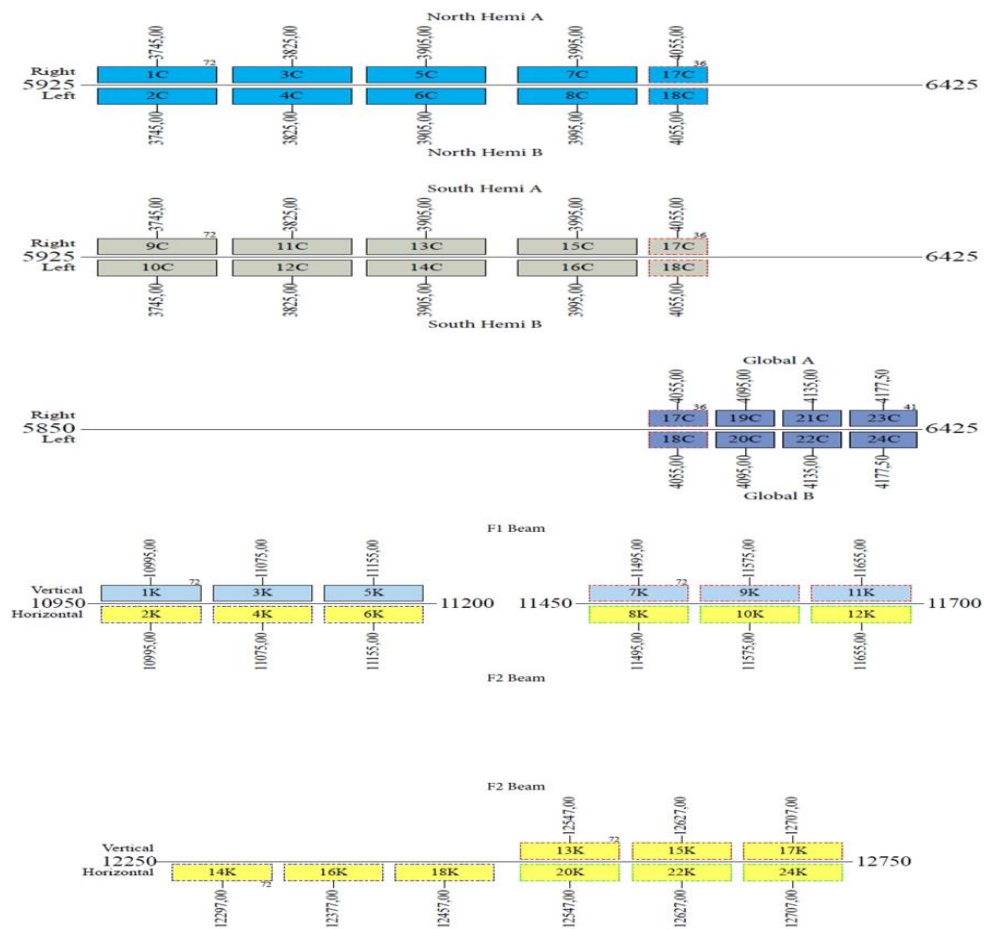 North Hemi A
3745,00 3825,00 3905,00 3995,00 4055,00
72 36
Right 1C 3C 5C 7C 17C
5925 6425
Left 2C 4C 6C 8C 18C
3745,00 3825,00 3905,00 3995,00 4055,00
North Hemi B
South Hemi A
3745,00 3825,00 3905,00 3995,00 4055,00
72 36
Right 9C 11C 13C 15C 17C
5925 6425
Left 10C 12C 14C 16C 18C
3745,00 3825,00 3905,00 3995,00 4055,00
South Hemi B
Global A
4055,00 4095,00 4135,00 4177,50
36 41
Right 17C 19C 21C 23C
5850 6425
Left 18C 20C 22C 24C
4055,00 4095,00 4135,00 4177,50
Global B
F1 Beam
10995,00 11075,00 11155,00 11495,00 11575,00 11655,00
72 72
Vertical 1K 3K 5K 7K 9K 11K
10950 11200 11450 11700
Horizontal 2K 4K 6K 8K 10K 12K
10995,00 11075,00 11155,00 11495,00 11575,00 11655,00
F2 Beam
F2 Beam
12547,00 12627,00 12707,00
72
Vertical 13K 15K 17K
12250 12750
Horizontal 14K 16K 18K 20K 22K 24K
72
12297,00 12377,00 12457,00 12547,00 12627,00 12707,00